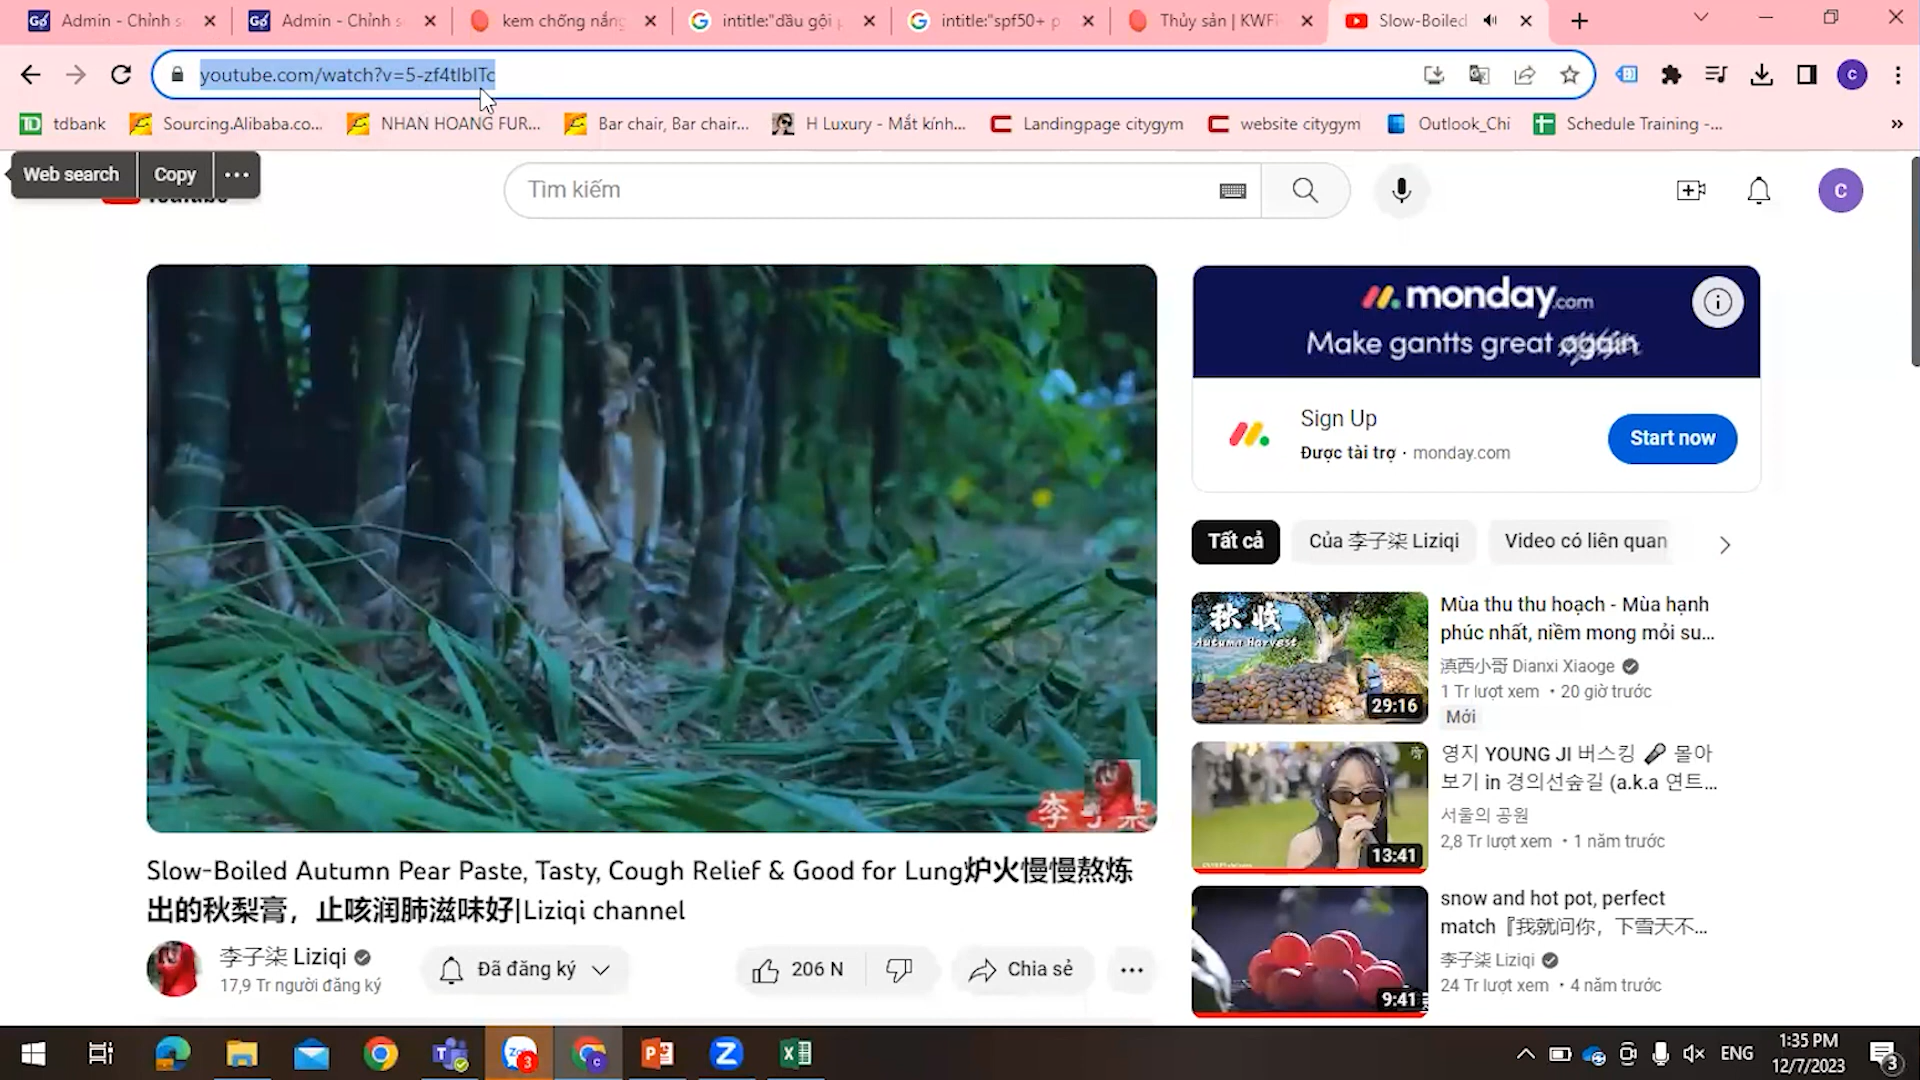 Admin - Chỉnh s
Admin - Chỉnh s
kem chống nắng
intitle:"dầu gội p
intitle:"spf50+ p
Thủy sản | KWFi
Slow-Boiled
youtube.com/watch?v=5-zf4tIbITc
tdbank
Sourcing.Alibaba.co...
NHAN HOANG FUR...
Bar chair, Bar chair...
H Luxury - Mắt kính...
Landingpage citygym
website citygym
Outlook_Chi
Schedule Training -...
Web search
Copy
Tìm kiếm
C
monday.com
Make gantts great again
Sign Up
Được tài trợ · monday.com
Start now
Tất cả
Của 李子柒 Liziqi
Video có liên quan
秋收
Autumn Harvest
29:16
Mùa thu thu hoạch - Mùa hạnh
phúc nhất, niềm mong mỏi su...
滇西小哥 Dianxi Xiaoge
1 Tr lượt xem • 20 giờ trước
Mới
13:41
영지 YOUNG JI 버스킹 🎤 몰아
보기 in 경의선숲길 (a.k.a 연트...
서울의 공원
2,8 Tr lượt xem • 1 năm trước
9:41
snow and hot pot, perfect
match『我就问你，下雪天不...
李子柒 Liziqi
24 Tr lượt xem • 4 năm trước
李子柒
Slow-Boiled Autumn Pear Paste, Tasty, Cough Relief & Good for Lung炉火慢慢熬炼
出的秋梨膏，止咳润肺滋味好|Liziqi channel
李子柒 Liziqi
17,9 Tr người đăng ký
Đã đăng ký
206 N
Chia sẻ
ENG
1:35 PM
12/7/2023
3